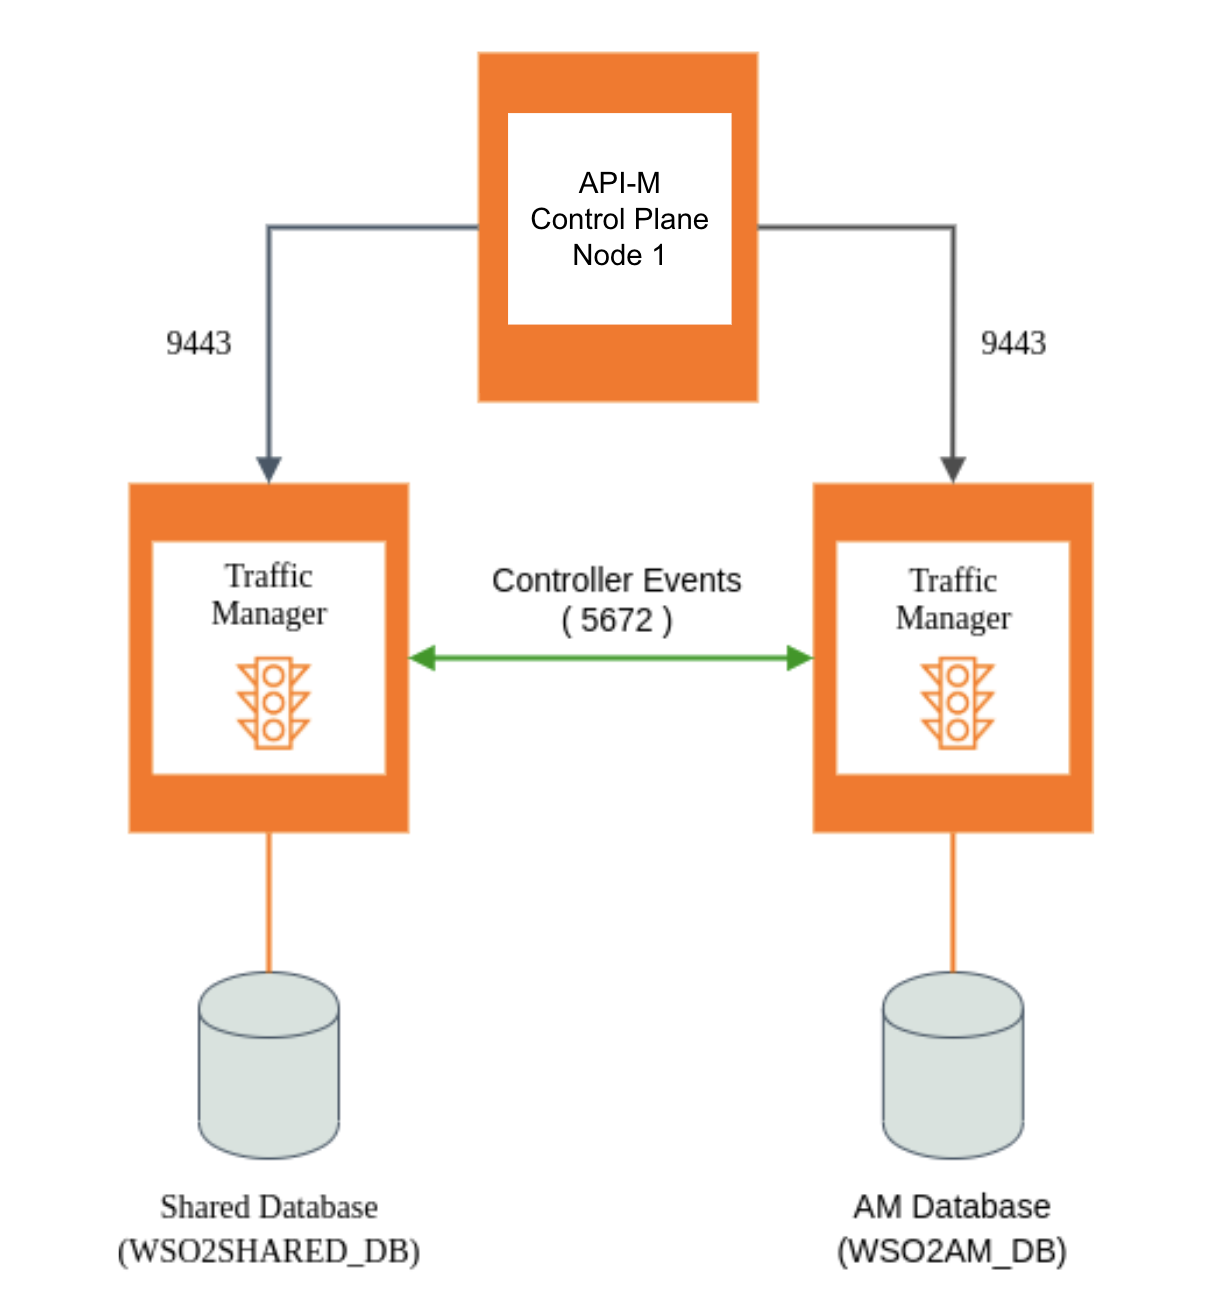 API-M
Control Plane
Node 1
9443
9443
Traffic
Manager
Controller Events
( 5672 )
Traffic
Manager
Shared Database
(WSO2SHARED_DB)
AM Database
(WSO2AM_DB)